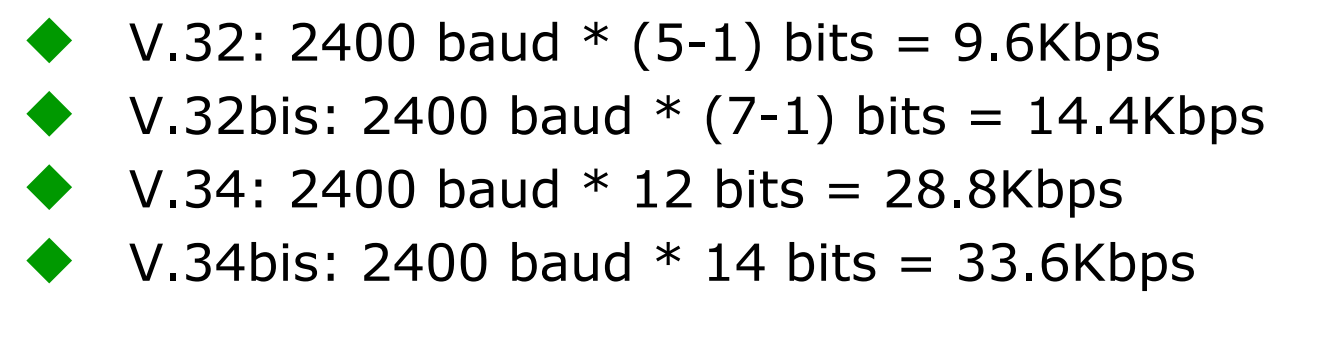 V.32: 2400 baud * (5-1) bits = 9.6Kbps
V.32bis: 2400 baud * (7-1) bits = 14.4Kbps
V.34: 2400 baud * 12 bits = 28.8Kbps
V.34bis: 2400 baud * 14 bits = 33.6Kbps